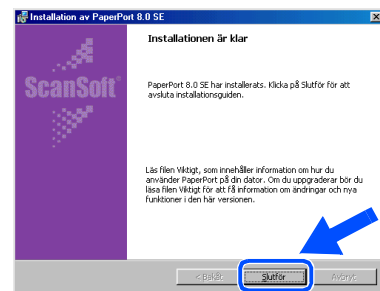 Installation av PaperPort 8.0 SE
Installationen är klar
ScanSoft®
PaperPort 8.0 SE har installerats. Klicka på Slutför för att
avsluta installationsguiden.
Läs filen Viktigt, som innehåller information om hur du
använder PaperPort på din dator. Om du uppgraderar bör du
läsa filen Viktigt för att få information om ändringar och nya
funktioner i den här versionen.
< Bakåt
Slutför
Avbryt